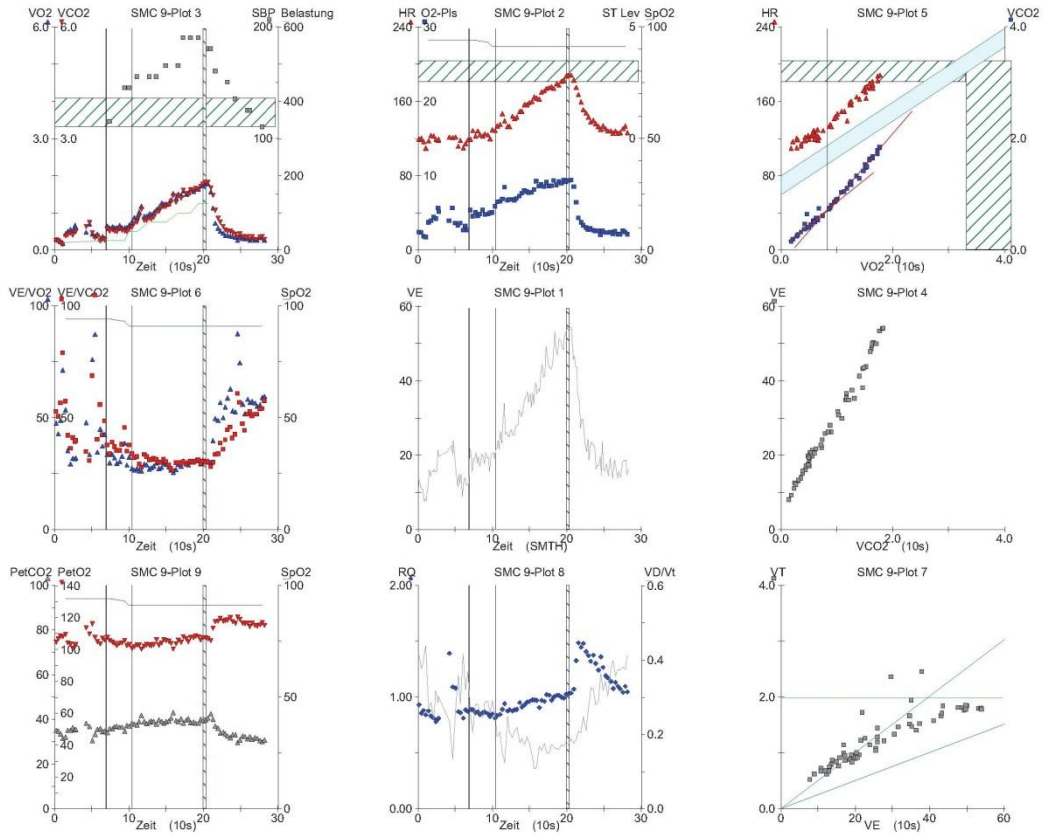 VO2 VCO2 SMC 9-Plot 3 SBP Belastung
6.0 6.0 200 600
400
3.0 3.0 100
200
0.0 0.0 0
0 10 20 30
Zeit (10s)
HR O2-Pls SMC 9-Plot 2 ST Lev SpO2
240 30 5 100
160 20
0 50
80 10
0 0 -5 0
0 10 20 30
Zeit (10s)
HR SMC 9-Plot 5 VCO2
240 4.0
160
2.0
80
0 0.0
0.0 2.0 4.0
VO2 (10s)
VE/VO2 VE/VCO2 SMC 9-Plot 6 SpO2
100 100
50 50 50
0 0
0 10 20 30
Zeit (10s)
VE SMC 9-Plot 1
60
40
20
0
0 10 20 30
Zeit (SMTH)
VE SMC 9-Plot 4
60
40
20
0
0.0 2.0 4.0
VCO2 (10s)
PetCO2 PetO2 SMC 9-Plot 9 SpO2
100 140 100
120
80
100
60 80
50
60
40
40
20 20
0 0 0
0 10 20 30
Zeit (10s)
RQ SMC 9-Plot 8 VD/Vt
2.00 0.6
0.4
1.00
0.2
0.00 0.0
0 10 20 30
Zeit (10s)
VT SMC 9-Plot 7
4.0
2.0
0.0
0 20 40 60
VE (10s)